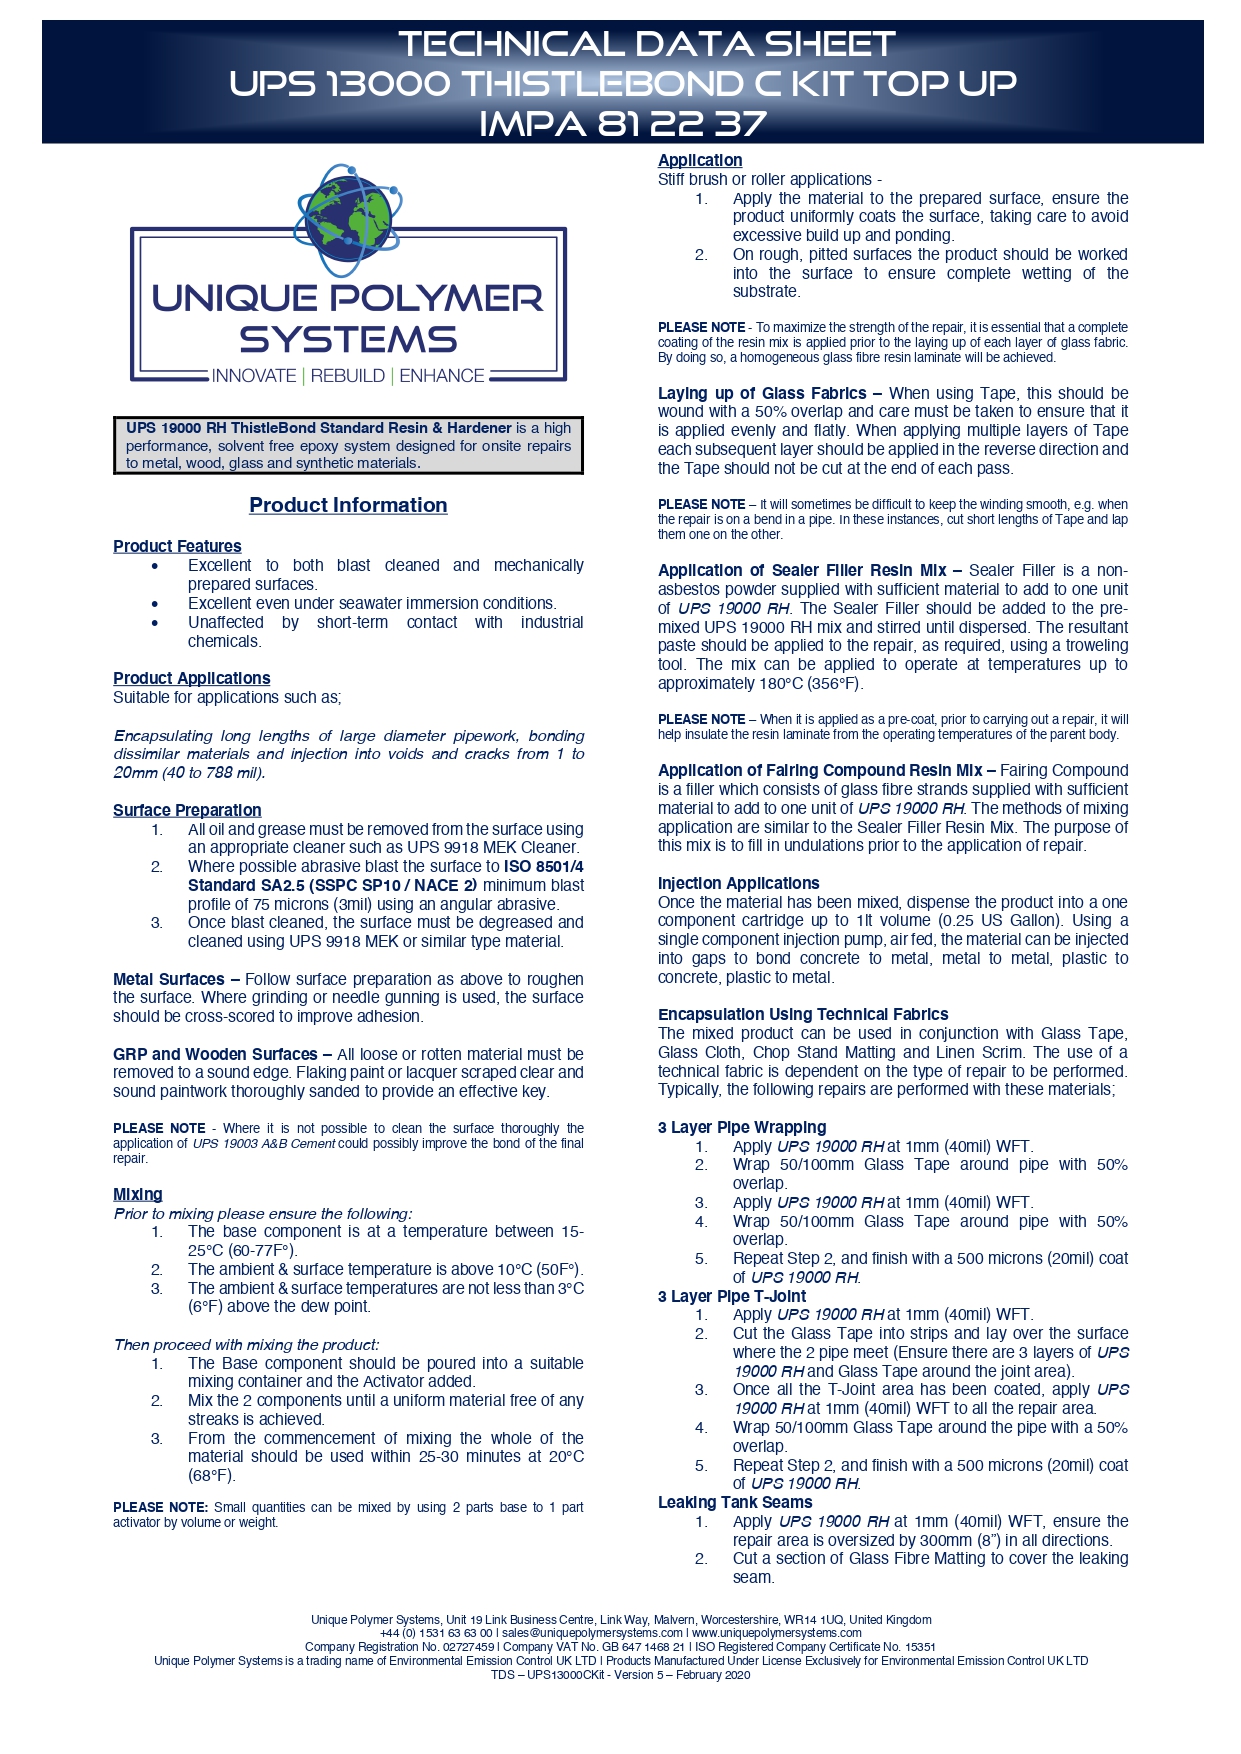 TECHNICAL DATA SHEET
UPS 13000 THISTLEBOND C KIT TOP UP
IMPA 81 22 37
UNIQUE POLYMER
SYSTEMS
INNOVATE | REBUILD | ENHANCE
UPS 19000 RH ThistleBond Standard Resin & Hardener is a high
performance, solvent free epoxy system designed for onsite repairs
to metal, wood, glass and synthetic materials.
Product Information
Product Features
• Excellent to both blast cleaned and mechanically
prepared surfaces.
• Excellent even under seawater immersion conditions.
• Unaffected by short-term contact with industrial
chemicals.
Product Applications
Suitable for applications such as;
Encapsulating long lengths of large diameter pipework, bonding
dissimilar materials and injection into voids and cracks from 1 to
20mm (40 to 788 mil).
Surface Preparation
1. All oil and grease must be removed from the surface using
an appropriate cleaner such as UPS 9918 MEK Cleaner.
2. Where possible abrasive blast the surface to ISO 8501/4
Standard SA2.5 (SSPC SP10 / NACE 2) minimum blast
profile of 75 microns (3mil) using an angular abrasive.
3. Once blast cleaned, the surface must be degreased and
cleaned using UPS 9918 MEK or similar type material.
Metal Surfaces – Follow surface preparation as above to roughen
the surface. Where grinding or needle gunning is used, the surface
should be cross-scored to improve adhesion.
GRP and Wooden Surfaces – All loose or rotten material must be
removed to a sound edge. Flaking paint or lacquer scraped clear and
sound paintwork thoroughly sanded to provide an effective key.
PLEASE NOTE - Where it is not possible to clean the surface thoroughly the
application of UPS 19003 A&B Cement could possibly improve the bond of the final
repair.
Mixing
Prior to mixing please ensure the following:
1. The base component is at a temperature between 15-
25°C (60-77F°).
2. The ambient & surface temperature is above 10°C (50F°).
3. The ambient & surface temperatures are not less than 3°C
(6°F) above the dew point.
Then proceed with mixing the product:
1. The Base component should be poured into a suitable
mixing container and the Activator added.
2. Mix the 2 components until a uniform material free of any
streaks is achieved.
3. From the commencement of mixing the whole of the
material should be used within 25-30 minutes at 20°C
(68°F).
PLEASE NOTE: Small quantities can be mixed by using 2 parts base to 1 part
activator by volume or weight.
Application
Stiff brush or roller applications -
1. Apply the material to the prepared surface, ensure the
product uniformly coats the surface, taking care to avoid
excessive build up and ponding.
2. On rough, pitted surfaces the product should be worked
into the surface to ensure complete wetting of the
substrate.
PLEASE NOTE - To maximize the strength of the repair, it is essential that a complete
coating of the resin mix is applied prior to the laying up of each layer of glass fabric.
By doing so, a homogeneous glass fibre resin laminate will be achieved.
Laying up of Glass Fabrics – When using Tape, this should be
wound with a 50% overlap and care must be taken to ensure that it
is applied evenly and flatly. When applying multiple layers of Tape
each subsequent layer should be applied in the reverse direction and
the Tape should not be cut at the end of each pass.
PLEASE NOTE – It will sometimes be difficult to keep the winding smooth, e.g. when
the repair is on a bend in a pipe. In these instances, cut short lengths of Tape and lap
them one on the other.
Application of Sealer Filler Resin Mix – Sealer Filler is a non-
asbestos powder supplied with sufficient material to add to one unit
of UPS 19000 RH. The Sealer Filler should be added to the pre-
mixed UPS 19000 RH mix and stirred until dispersed. The resultant
paste should be applied to the repair, as required, using a troweling
tool. The mix can be applied to operate at temperatures up to
approximately 180°C (356°F).
PLEASE NOTE – When it is applied as a pre-coat, prior to carrying out a repair, it will
help insulate the resin laminate from the operating temperatures of the parent body.
Application of Fairing Compound Resin Mix – Fairing Compound
is a filler which consists of glass fibre strands supplied with sufficient
material to add to one unit of UPS 19000 RH. The methods of mixing
application are similar to the Sealer Filler Resin Mix. The purpose of
this mix is to fill in undulations prior to the application of repair.
Injection Applications
Once the material has been mixed, dispense the product into a one
component cartridge up to 1lt volume (0.25 US Gallon). Using a
single component injection pump, air fed, the material can be injected
into gaps to bond concrete to metal, metal to metal, plastic to
concrete, plastic to metal.
Encapsulation Using Technical Fabrics
The mixed product can be used in conjunction with Glass Tape,
Glass Cloth, Chop Stand Matting and Linen Scrim. The use of a
technical fabric is dependent on the type of repair to be performed.
Typically, the following repairs are performed with these materials;
3 Layer Pipe Wrapping
1. Apply UPS 19000 RH at 1mm (40mil) WFT.
2. Wrap 50/100mm Glass Tape around pipe with 50%
overlap.
3. Apply UPS 19000 RH at 1mm (40mil) WFT.
4. Wrap 50/100mm Glass Tape around pipe with 50%
overlap.
5. Repeat Step 2, and finish with a 500 microns (20mil) coat
of UPS 19000 RH.
3 Layer Pipe T-Joint
1. Apply UPS 19000 RH at 1mm (40mil) WFT.
2. Cut the Glass Tape into strips and lay over the surface
where the 2 pipe meet (Ensure there are 3 layers of UPS
19000 RH and Glass Tape around the joint area).
3. Once all the T-Joint area has been coated, apply UPS
19000 RH at 1mm (40mil) WFT to all the repair area.
4. Wrap 50/100mm Glass Tape around the pipe with a 50%
overlap.
5. Repeat Step 2, and finish with a 500 microns (20mil) coat
of UPS 19000 RH.
Leaking Tank Seams
1. Apply UPS 19000 RH at 1mm (40mil) WFT, ensure the
repair area is oversized by 300mm (8”) in all directions.
2. Cut a section of Glass Fibre Matting to cover the leaking
seam.
Unique Polymer Systems, Unit 19 Link Business Centre, Link Way, Malvern, Worcestershire, WR14 1UQ, United Kingdom
+44 (0) 1531 63 63 00 | sales@uniquepolymersystems.com | www.uniquepolymersystems.com
Company Registration No. 02727459 | Company VAT No. GB 647 1468 21 | ISO Registered Company Certificate No. 15351
Unique Polymer Systems is a trading name of Environmental Emission Control UK LTD | Products Manufactured Under License Exclusively for Environmental Emission Control UK LTD
TDS – UPS13000CKit - Version 5 – February 2020